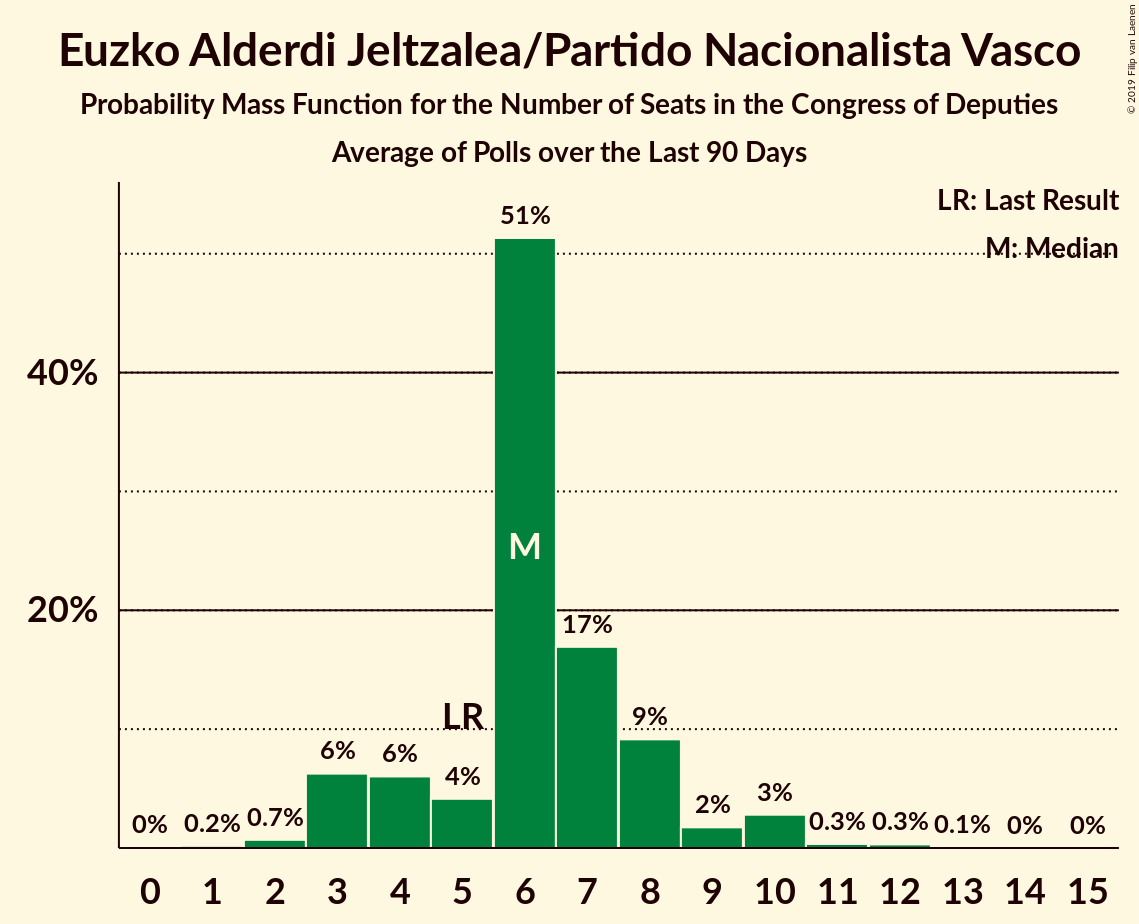 Euzko Alderdi Jeltzalea/Partido Nacionalista Vasco
Probability Mass Function for the Number of Seats in the Congress of Deputies
Average of Polls over the Last 90 Days
© 2019 Filip van Laenen
LR: Last Result
M: Median
40%
20%
0%
0.2%
0.7%
6%
6%
4%
LR
51%
M
17%
9%
2%
3%
0.3%
0.3%
0.1%
0%
0%
0 1 2 3 4 5 6 7 8 9 10 11 12 13 14 15